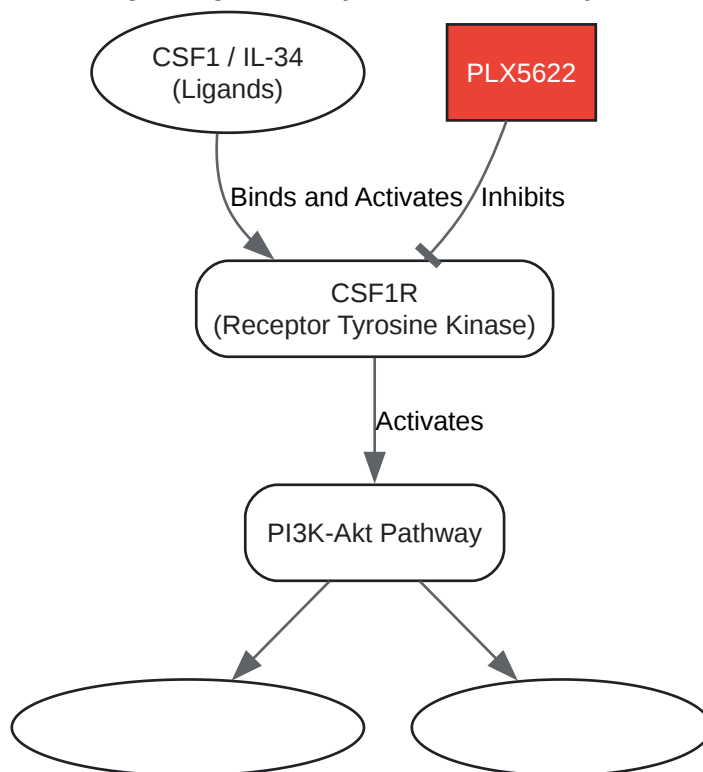 CSF1 / IL-34
(Ligands)
PLX5622
Binds and Activates
Inhibits
CSF1R
(Receptor Tyrosine Kinase)
Activates
PI3K-Akt Pathway